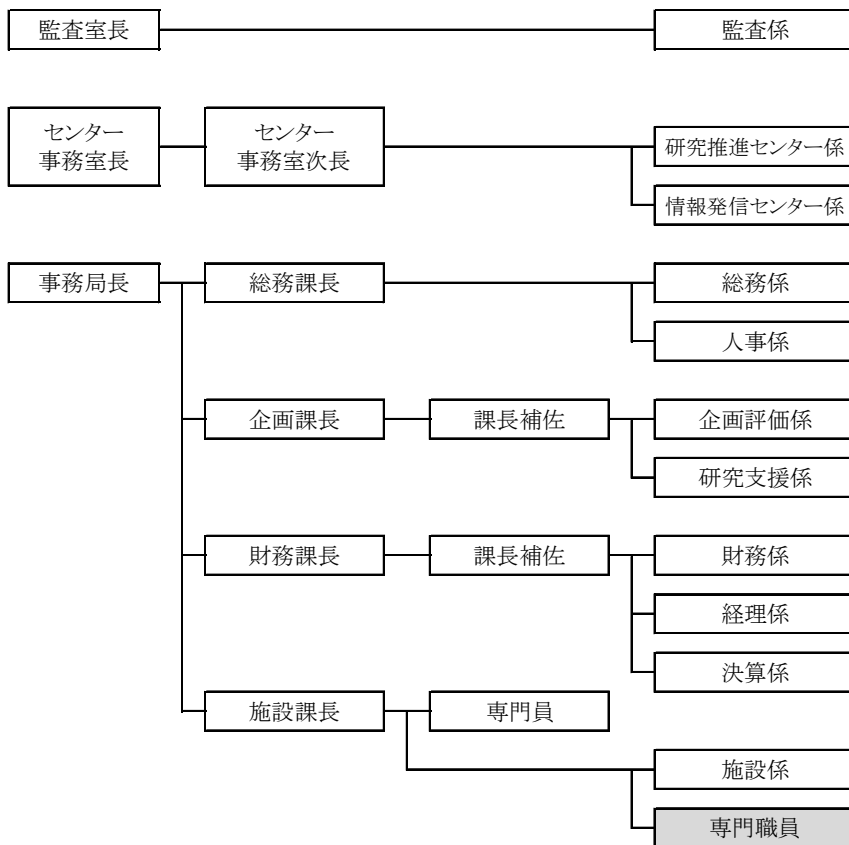 監査室長
監査係
センター
事務室長
センター
事務室次長
研究推進センター係
情報発信センター係
事務局長
総務課長
総務係
人事係
企画課長
課長補佐
企画評価係
研究支援係
財務課長
課長補佐
財務係
経理係
決算係
施設課長
専門員
施設係
専門職員